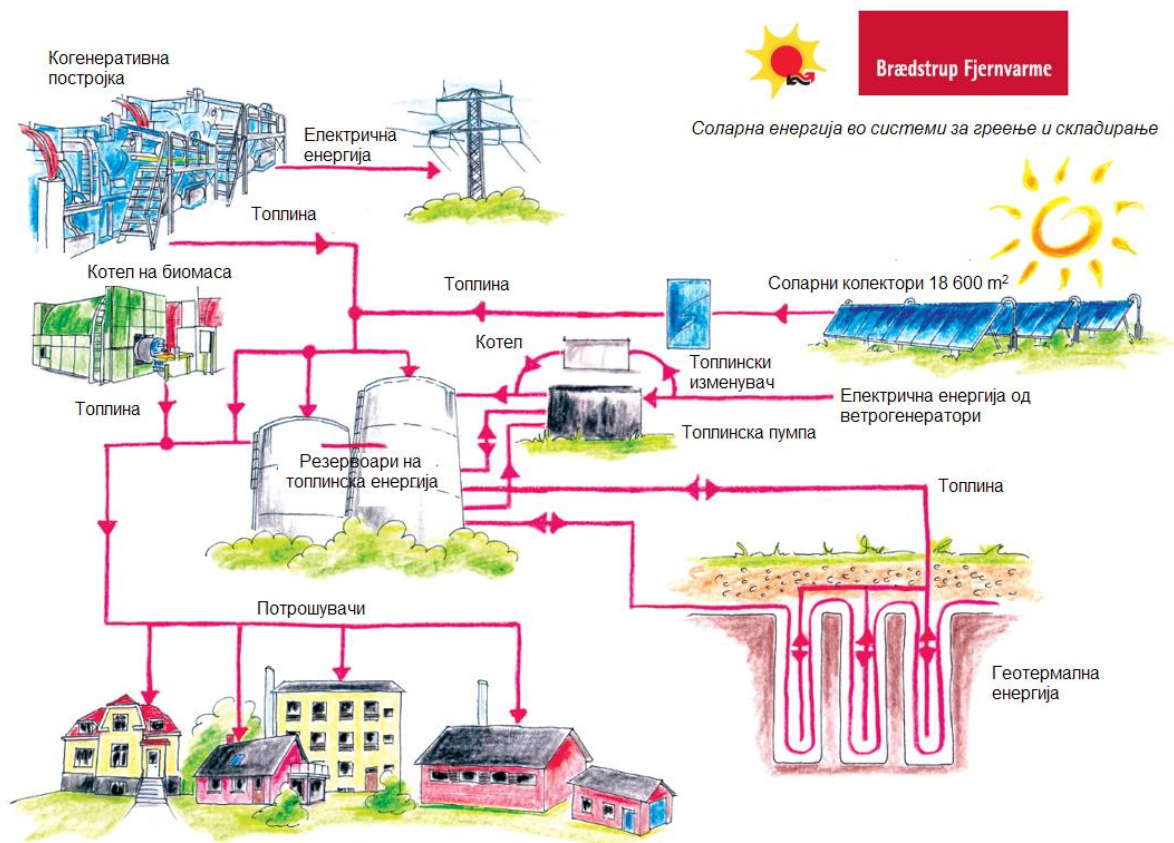 Когенеративна
постројка
Brædstrup Fjernvarme
Соларна енергија во системи за греење и складирање
Електрична
енергија
Топлина
Котел на биомаса
Топлина
Соларни колектори 18 600 m²
Котел
Топлински
изменувач
Електрична енергија од
ветрогенератори
Топлина
Топлинска пумпа
Резервоари на
топлинска енергија
Топлина
Потрошувачи
Геотермална
енергија